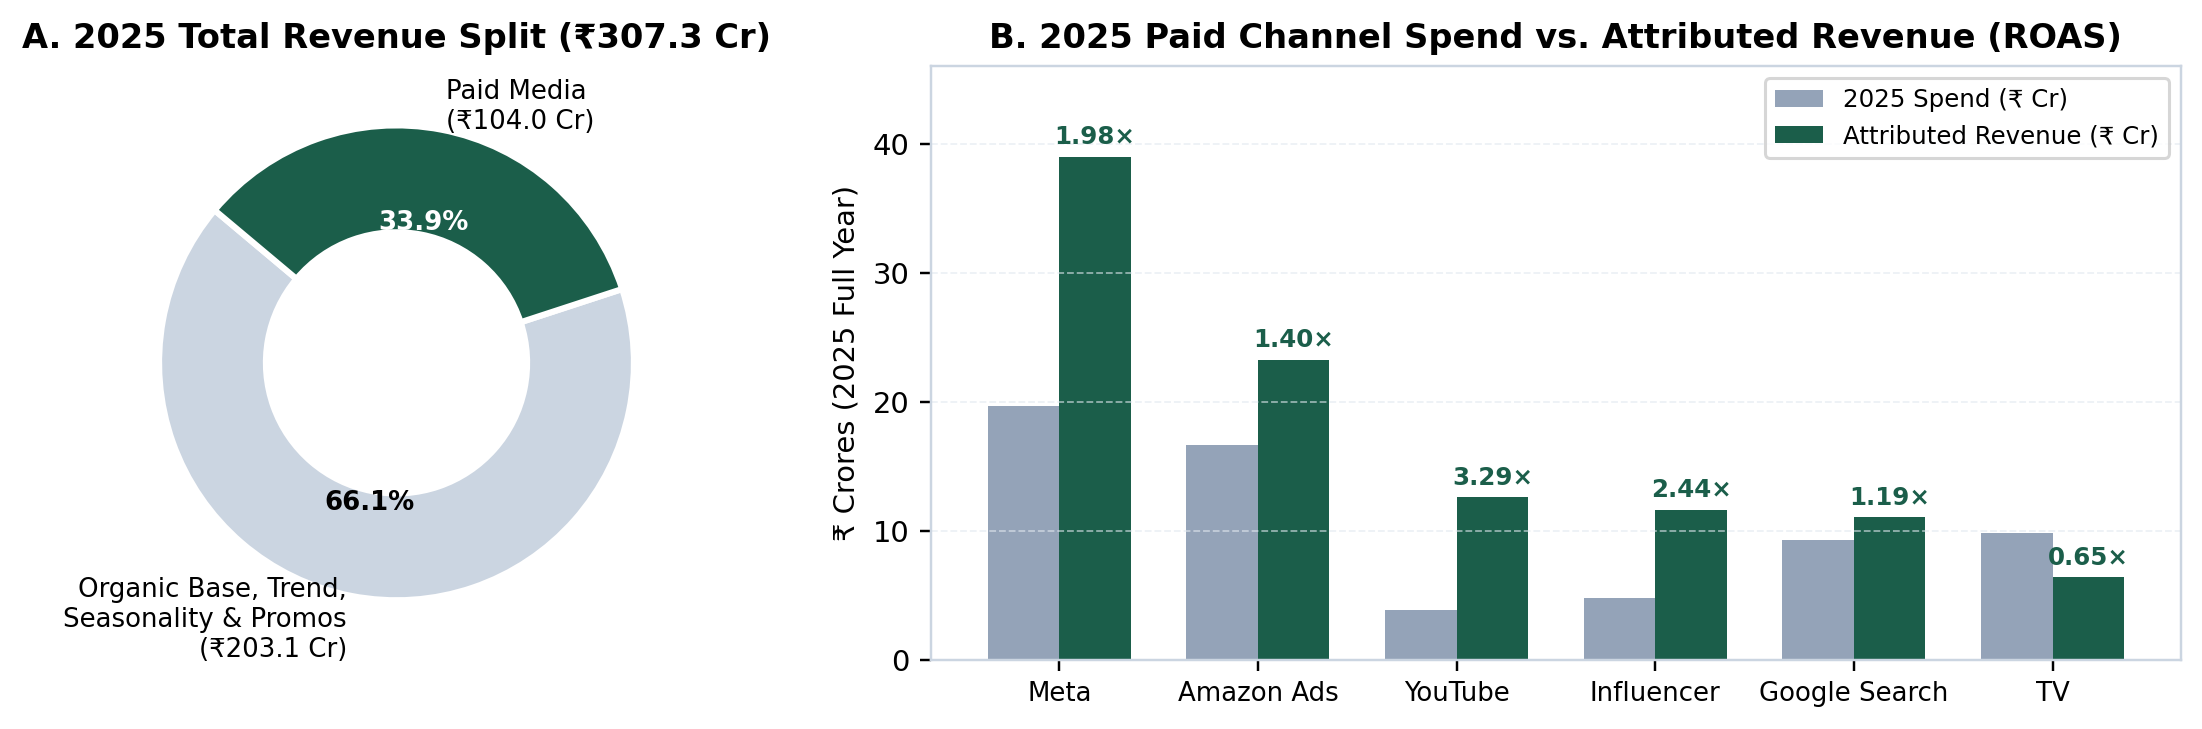 A. 2025 Total Revenue Split (₹307.3 Cr)
Paid Media
(₹104.0 Cr)
33.9%
66.1%
Organic Base, Trend,
Seasonality & Promos
(₹203.1 Cr)
B. 2025 Paid Channel Spend vs. Attributed Revenue (ROAS)
2025 Spend (₹ Cr)
Attributed Revenue (₹ Cr)
₹ Crores (2025 Full Year)
40
30
20
10
0
1.98×
1.40×
3.29×
2.44×
1.19×
0.65×
Meta
Amazon Ads
YouTube
Influencer
Google Search
TV